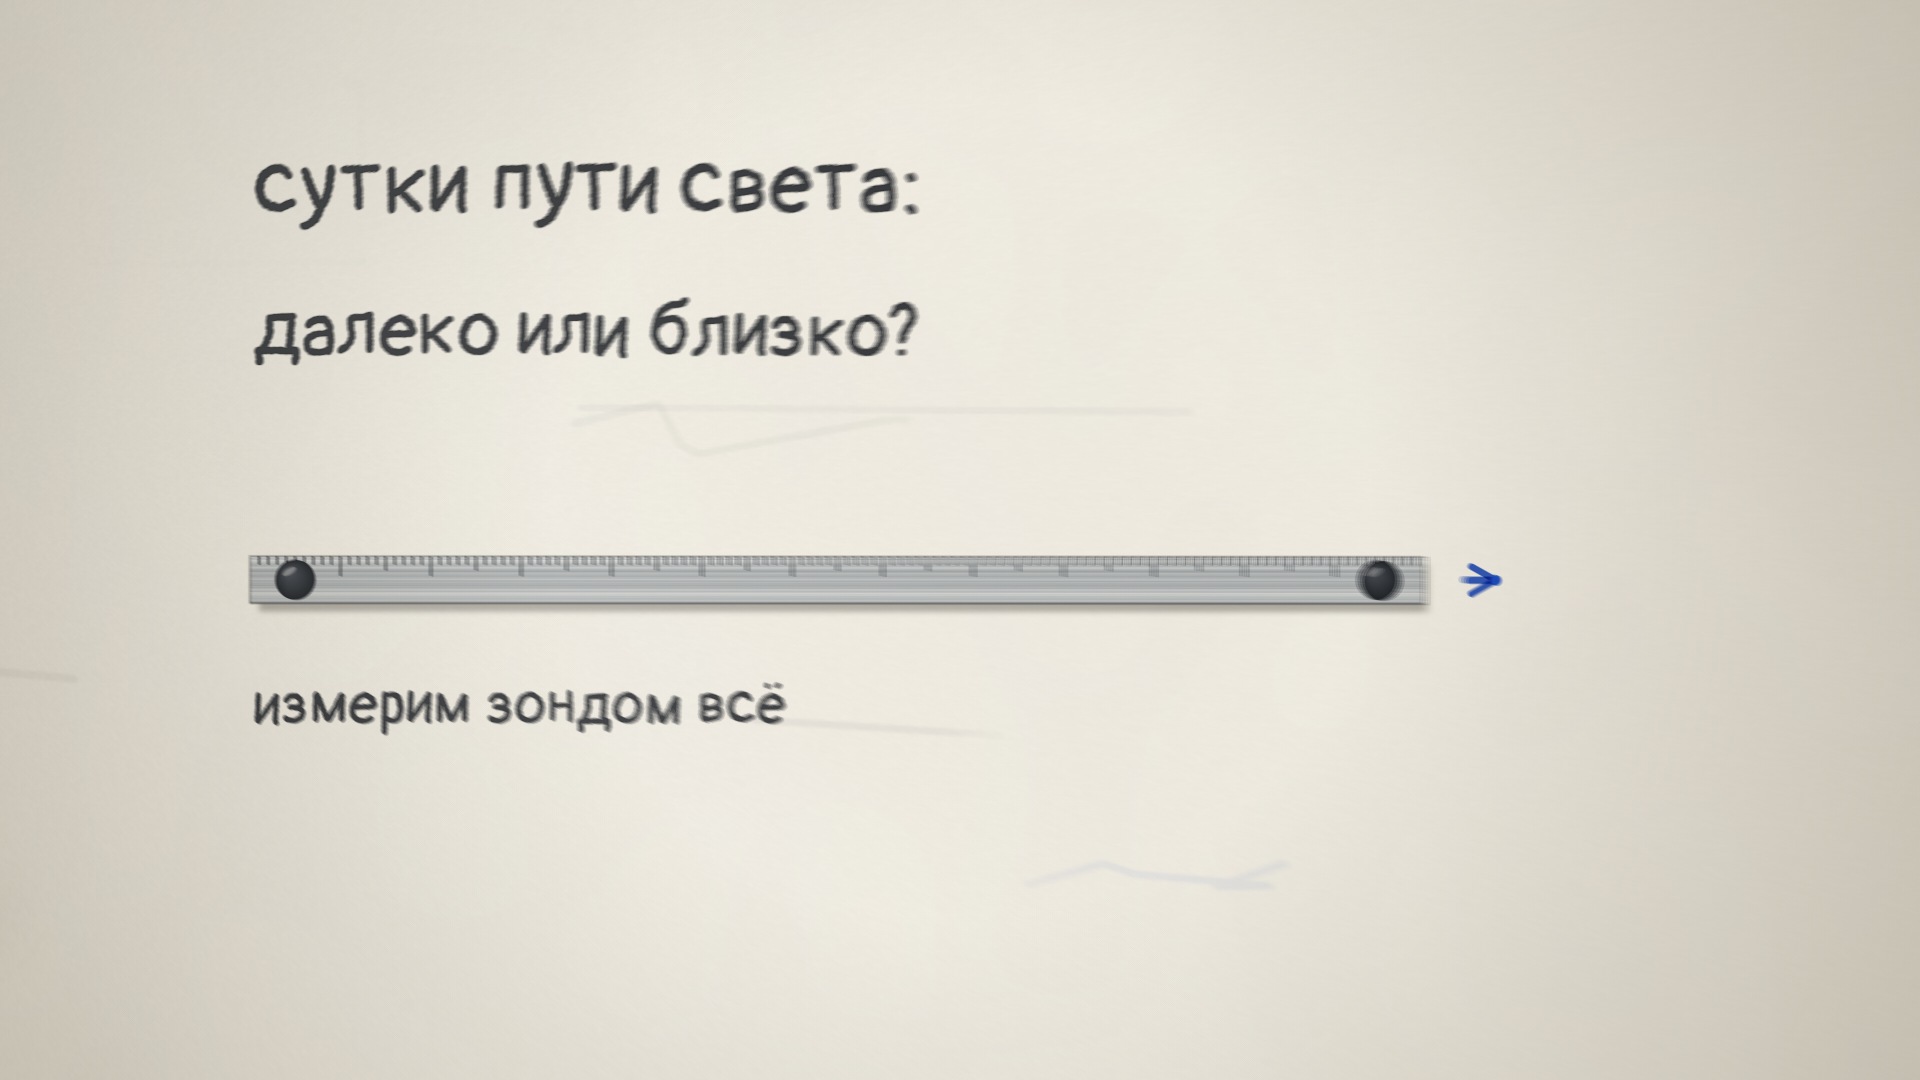 сутки пути света:
далеко или близко?
измерим зондом всё